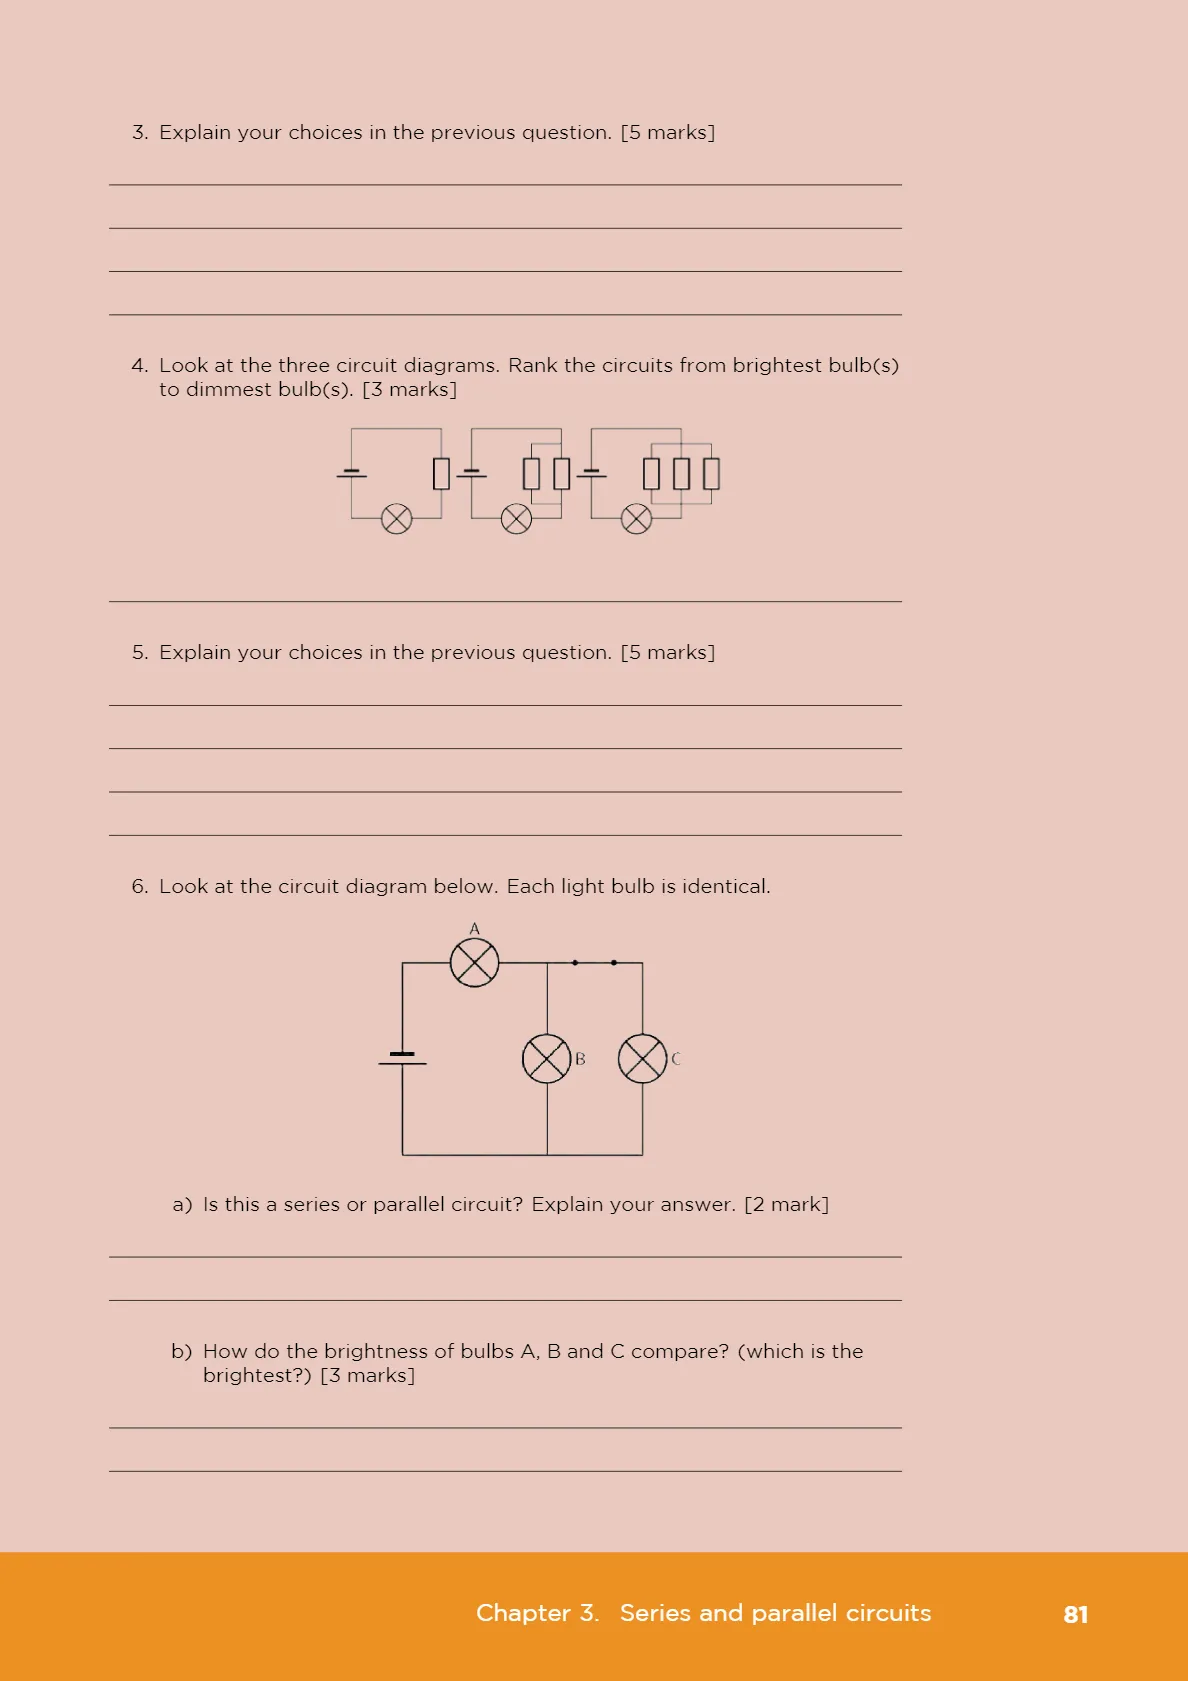 3. Explain your choices in the previous question. [5 marks]
4. Look at the three circuit diagrams. Rank the circuits from brightest bulb(s)
to dimmest bulb(s). [3 marks]
5. Explain your choices in the previous question. [5 marks]
6. Look at the circuit diagram below. Each light bulb is identical.
A
B
C
a) Is this a series or parallel circuit? Explain your answer. [2 mark]
b) How do the brightness of bulbs A, B and C compare? (which is the
brightest?) [3 marks]
Chapter 3. Series and parallel circuits 81